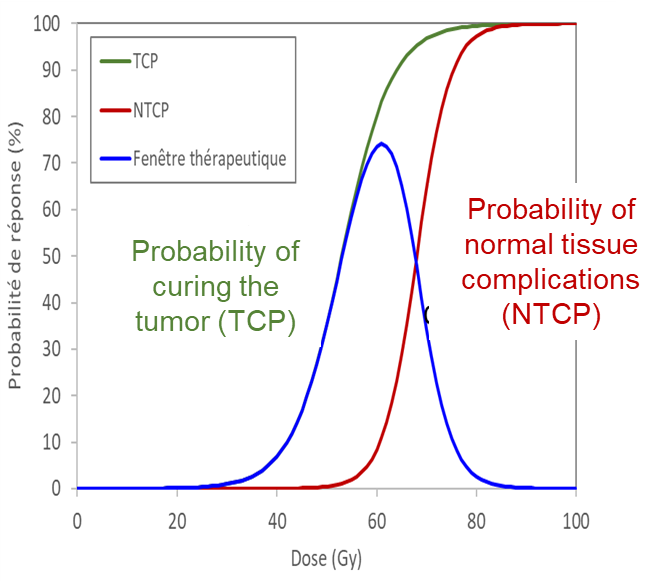 100
90
80
70
60
50
40
30
20
10
0
Probabilité de réponse (%)
TCP
NTCP
Fenêtre thérapeutique
Probability of
curing the
tumor (TCP)
Probability of
normal tissue
complications
(NTCP)
(
0 20 40 60 80 100
Dose (Gy)